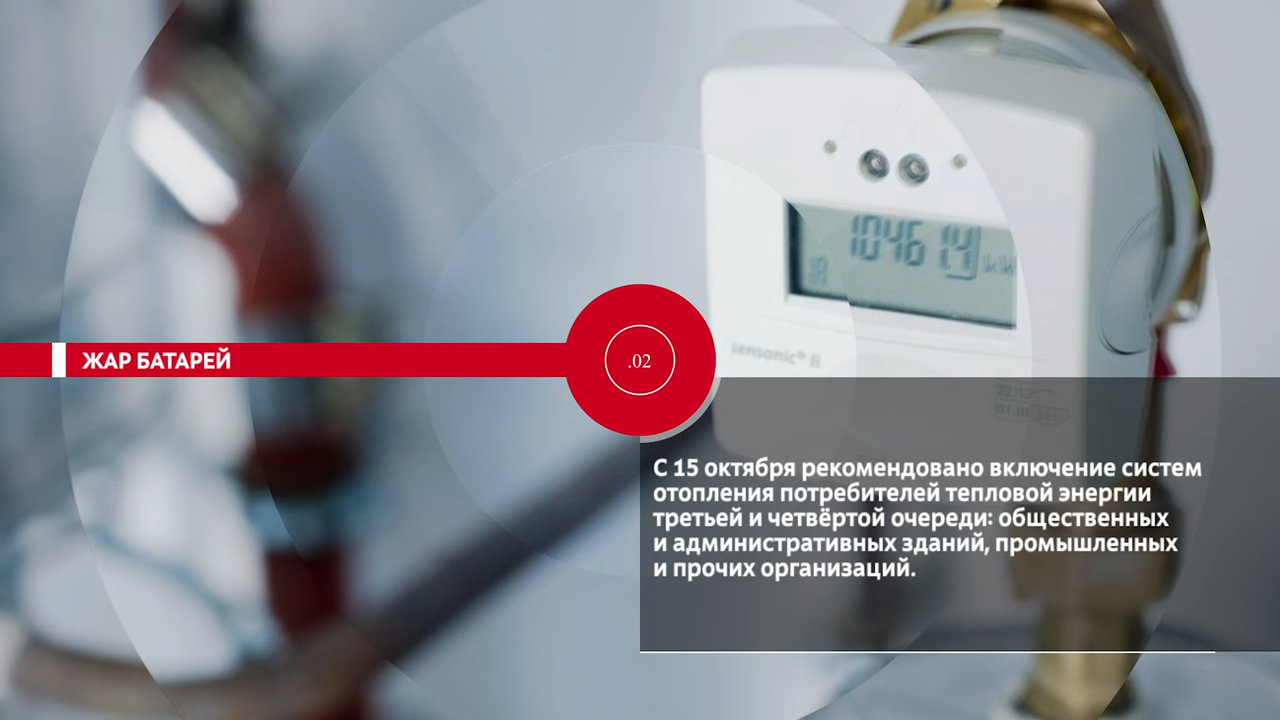 10461.4
sensonic® II
ЖАР БАТАРЕЙ
.02
С 15 октября рекомендовано включение систем
отопления потребителей тепловой энергии
третьей и четвёртой очереди: общественных
и административных зданий, промышленных
и прочих организаций.